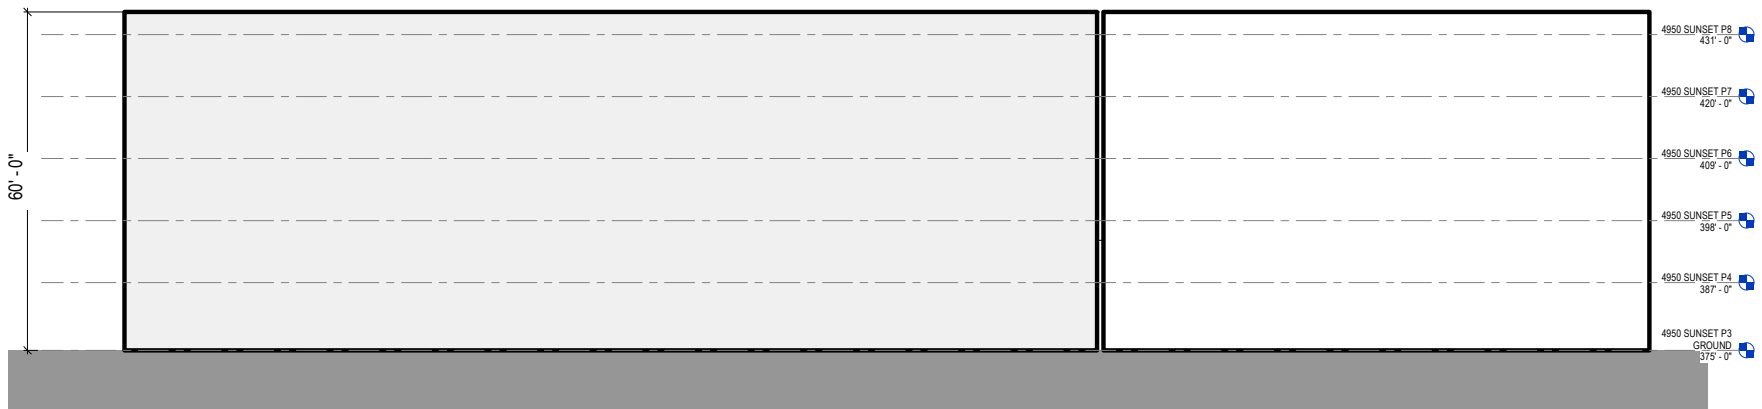 4950 SUNSET P8
431' - 0"
4950 SUNSET P7
420' - 0"
60' - 0"
4950 SUNSET P6
409' - 0"
4950 SUNSET P5
398' - 0"
4950 SUNSET P4
387' - 0"
4950 SUNSET P3
GROUND
375' - 0"